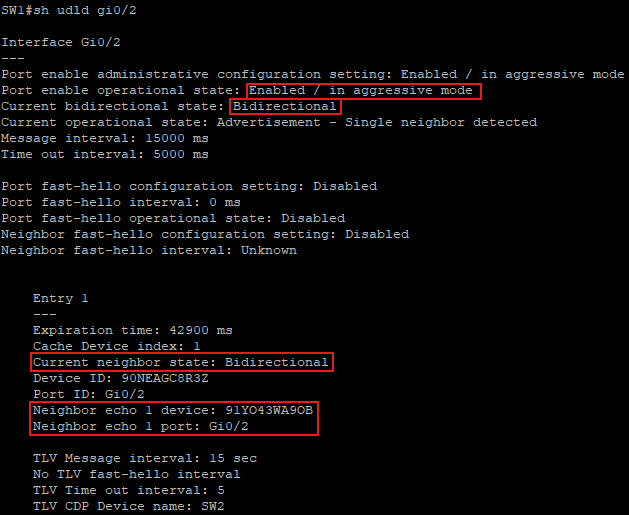 SW1#sh udld gi0/2
Interface Gi0/2
---
Port enable administrative configuration setting: Enabled / in aggressive mode
Port enable operational state: Enabled / in aggressive mode
Current bidirectional state: Bidirectional
Current operational state: Advertisement - Single neighbor detected
Message interval: 15000 ms
Time out interval: 5000 ms
Port fast-hello configuration setting: Disabled
Port fast-hello interval: 0 ms
Port fast-hello operational state: Disabled
Neighbor fast-hello configuration setting: Disabled
Neighbor fast-hello interval: Unknown
Entry 1
---
Expiration time: 42900 ms
Cache Device index: 1
Current neighbor state: Bidirectional
Device ID: 90NEAGC8R3Z
Port ID: Gi0/2
Neighbor echo 1 device: 91YO43WA9OB
Neighbor echo 1 port: Gi0/2
TLV Message interval: 15 sec
No TLV fast-hello interval
TLV Time out interval: 5
TLV CDP Device name: SW2